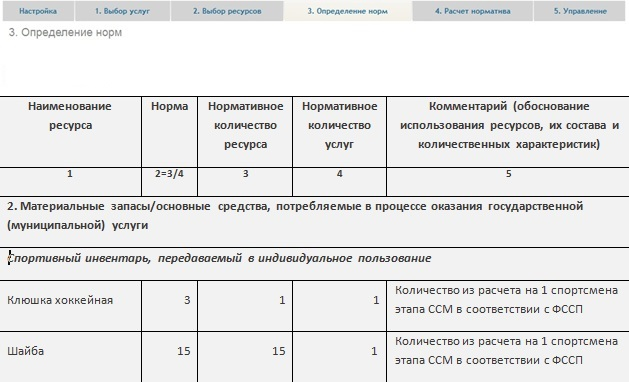 Настройка 1. Выбор услуг 2. Выбор ресурсов 3. Определение норм 4. Расчет норматива 5. Управление
3. Определение норм
Наименование ресурса Норма Нормативное количество ресурса Нормативное количество услуг Комментарий (обоснование использования ресурсов, их состава и количественных характеристик)
1 2=3/4 3 4 5
2. Материальные запасы/основные средства, потребляемые в процессе оказания государственной
(муниципальной) услуги
Спортивный инвентарь, передаваемый в индивидуальное пользование
Клюшка хоккейная 3 1 1 Количество из расчета на 1 спортсмена этапа ССМ в соответствии с ФССП
Шайба 15 15 1 Количество из расчета на 1 спортсмена этапа ССМ в соответствии с ФССП